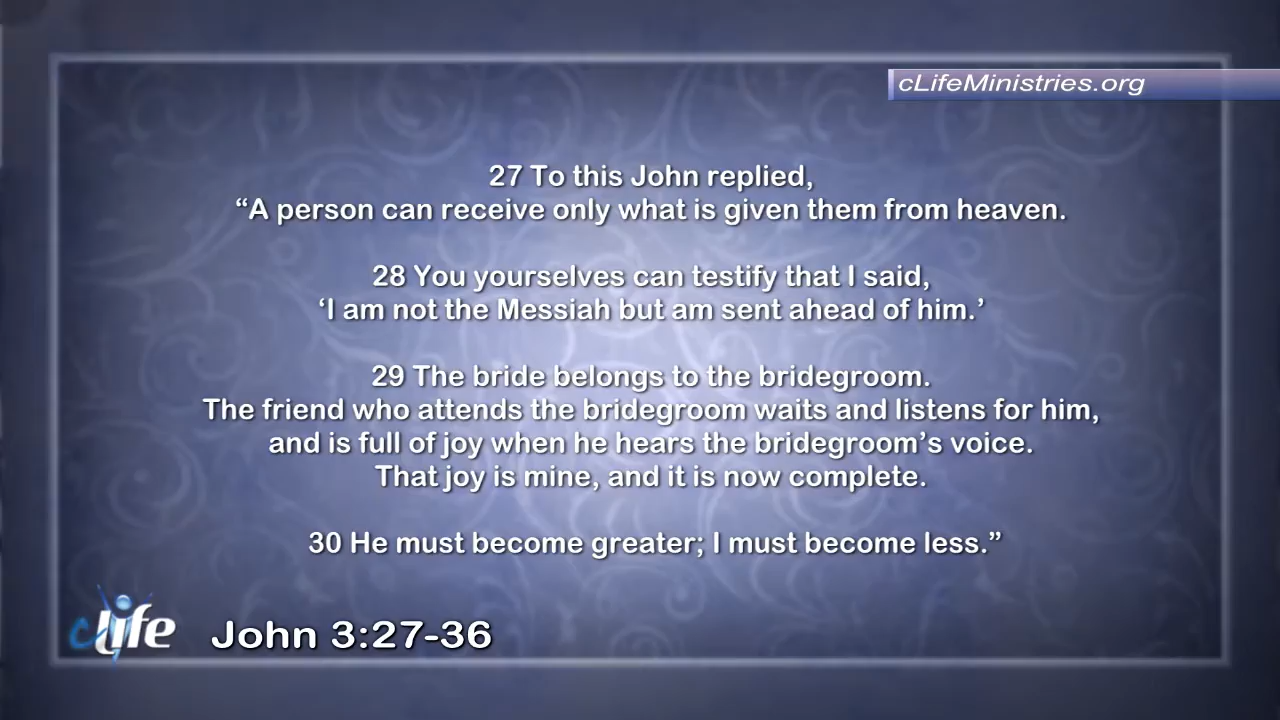 cLifeMinistries.org
27 To this John replied,
“A person can receive only what is given them from heaven.
28 You yourselves can testify that I said,
‘I am not the Messiah but am sent ahead of him.’
29 The bride belongs to the bridegroom.
The friend who attends the bridegroom waits and listens for him,
and is full of joy when he hears the bridegroom’s voice.
That joy is mine, and it is now complete.
30 He must become greater; I must become less.”
cLife
John 3:27-36